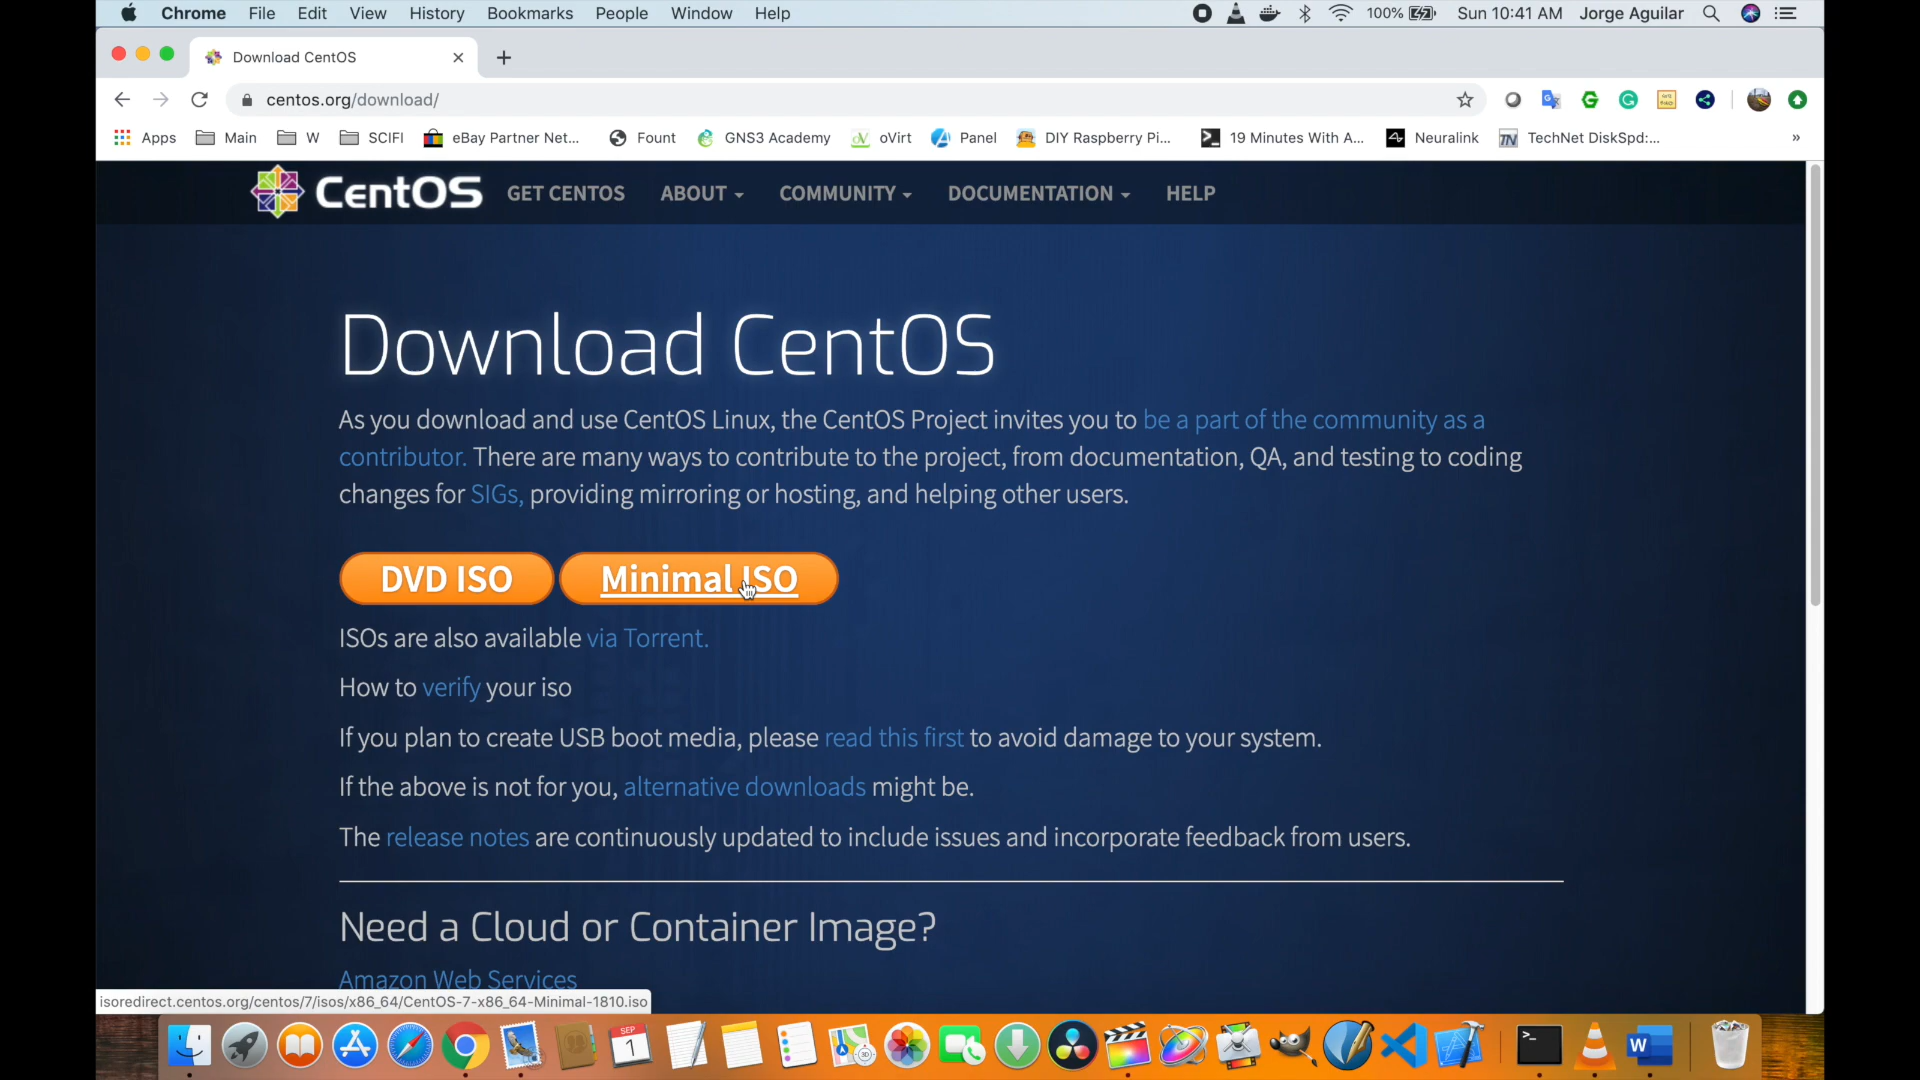 Chrome File Edit View History Bookmarks People Window Help 100% Sun 10:41 AM Jorge Aguilar
Download CentOS
centos.org/download/
Apps Main W SCIFI eBay Partner Net... Fount GNS3 Academy oVirt Panel DIY Raspberry Pi... 19 Minutes With A... Neuralink TechNet DiskSpd:... »
CentOS GET CENTOS ABOUT COMMUNITY DOCUMENTATION HELP
Download CentOS
As you download and use CentOS Linux, the CentOS Project invites you to be a part of the community as a
contributor. There are many ways to contribute to the project, from documentation, QA, and testing to coding
changes for SIGs, providing mirroring or hosting, and helping other users.
DVD ISO Minimal ISO
ISOs are also available via Torrent.
How to verify your iso
If you plan to create USB boot media, please read this first to avoid damage to your system.
If the above is not for you, alternative downloads might be.
The release notes are continuously updated to include issues and incorporate feedback from users.
Need a Cloud or Container Image?
Amazon Web Services
isoredirect.centos.org/centos/7/isos/x86_64/CentOS-7-x86_64-Minimal-1810.iso
SEP
1
3D
>_
W